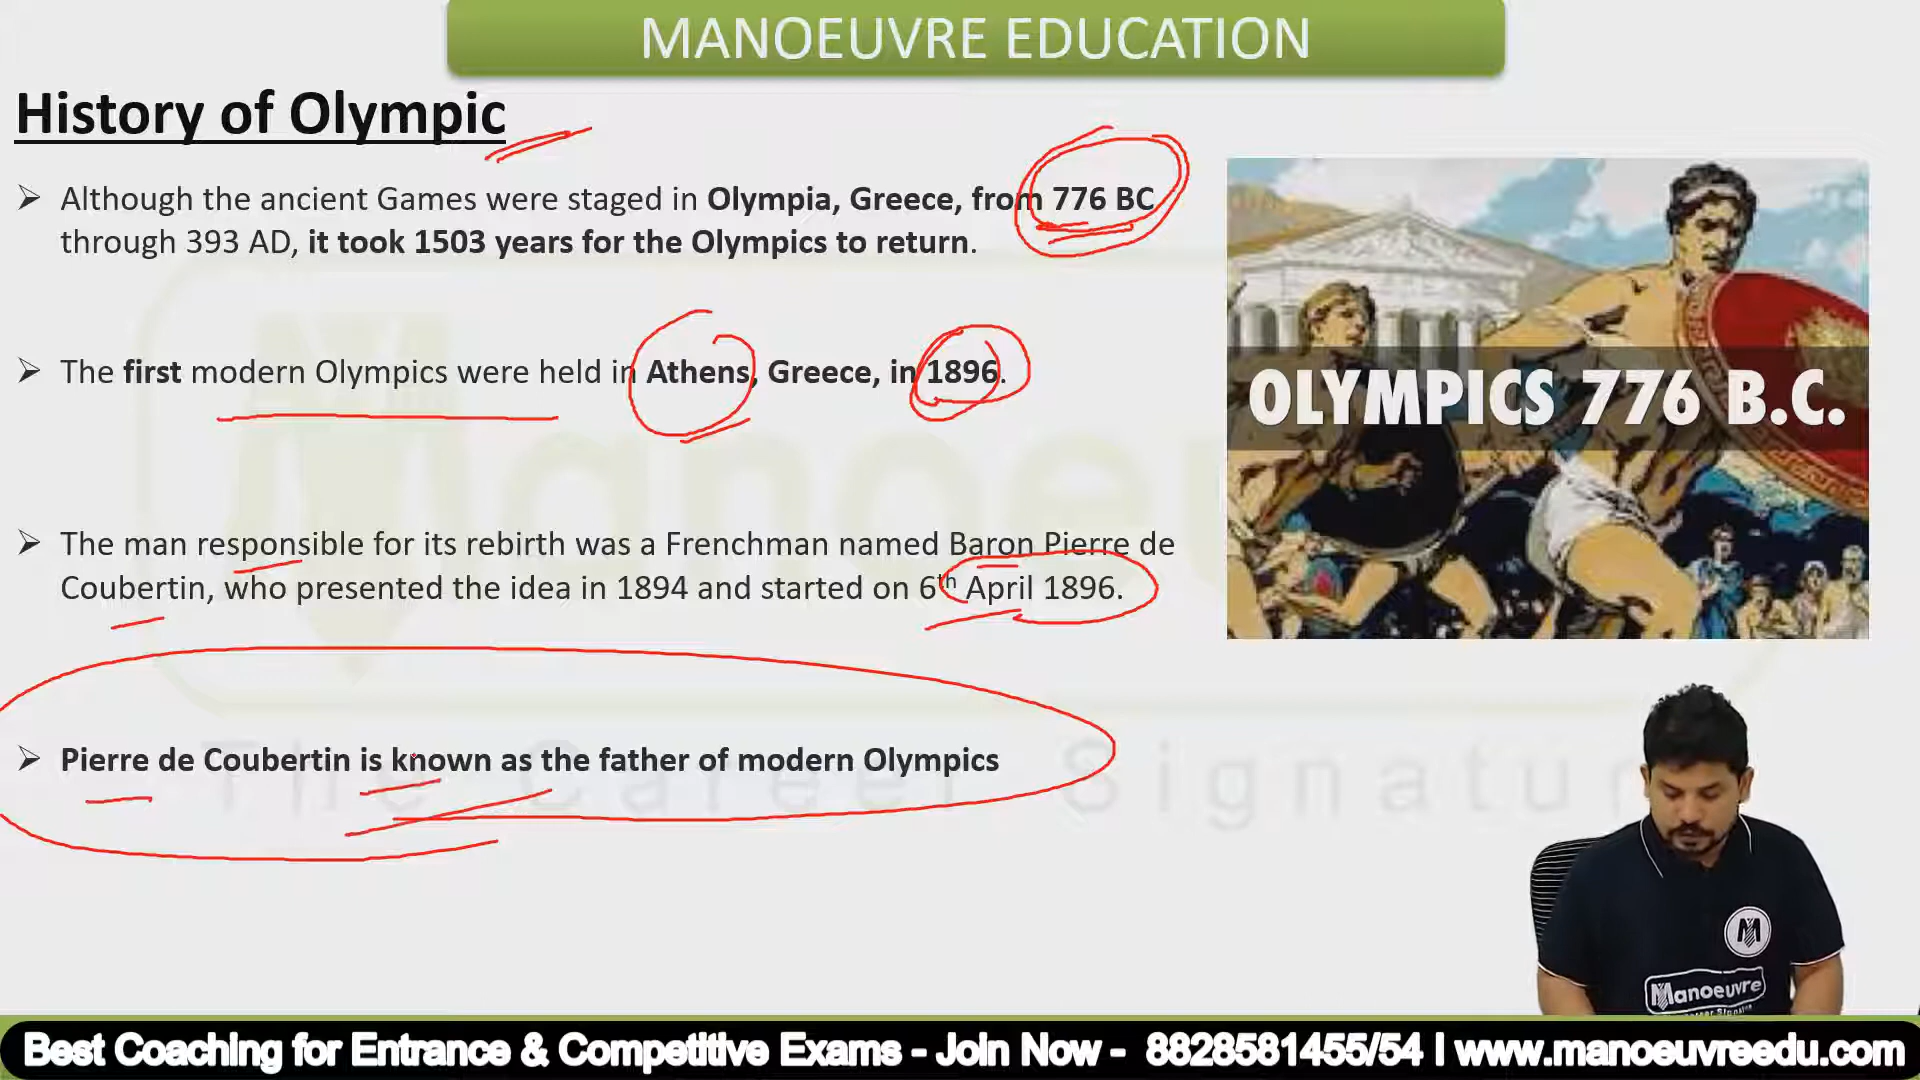 MANOEUVRE EDUCATION
History of Olympic
➢ Although the ancient Games were staged in Olympia, Greece, from 776 BC
through 393 AD, it took 1503 years for the Olympics to return.
➢ The first modern Olympics were held in Athens, Greece, in 1896.
OLYMPICS 776 B.C.
➢ The man responsible for its rebirth was a Frenchman named Baron Pierre de
Coubertin, who presented the idea in 1894 and started on 6th April 1896.
➢ Pierre de Coubertin is known as the father of modern Olympics
The Career Signatur
M
Manoeuvre
Best Coaching for Entrance & Competitive Exams - Join Now - 8828581455/54 I www.manoeuvreedu.com